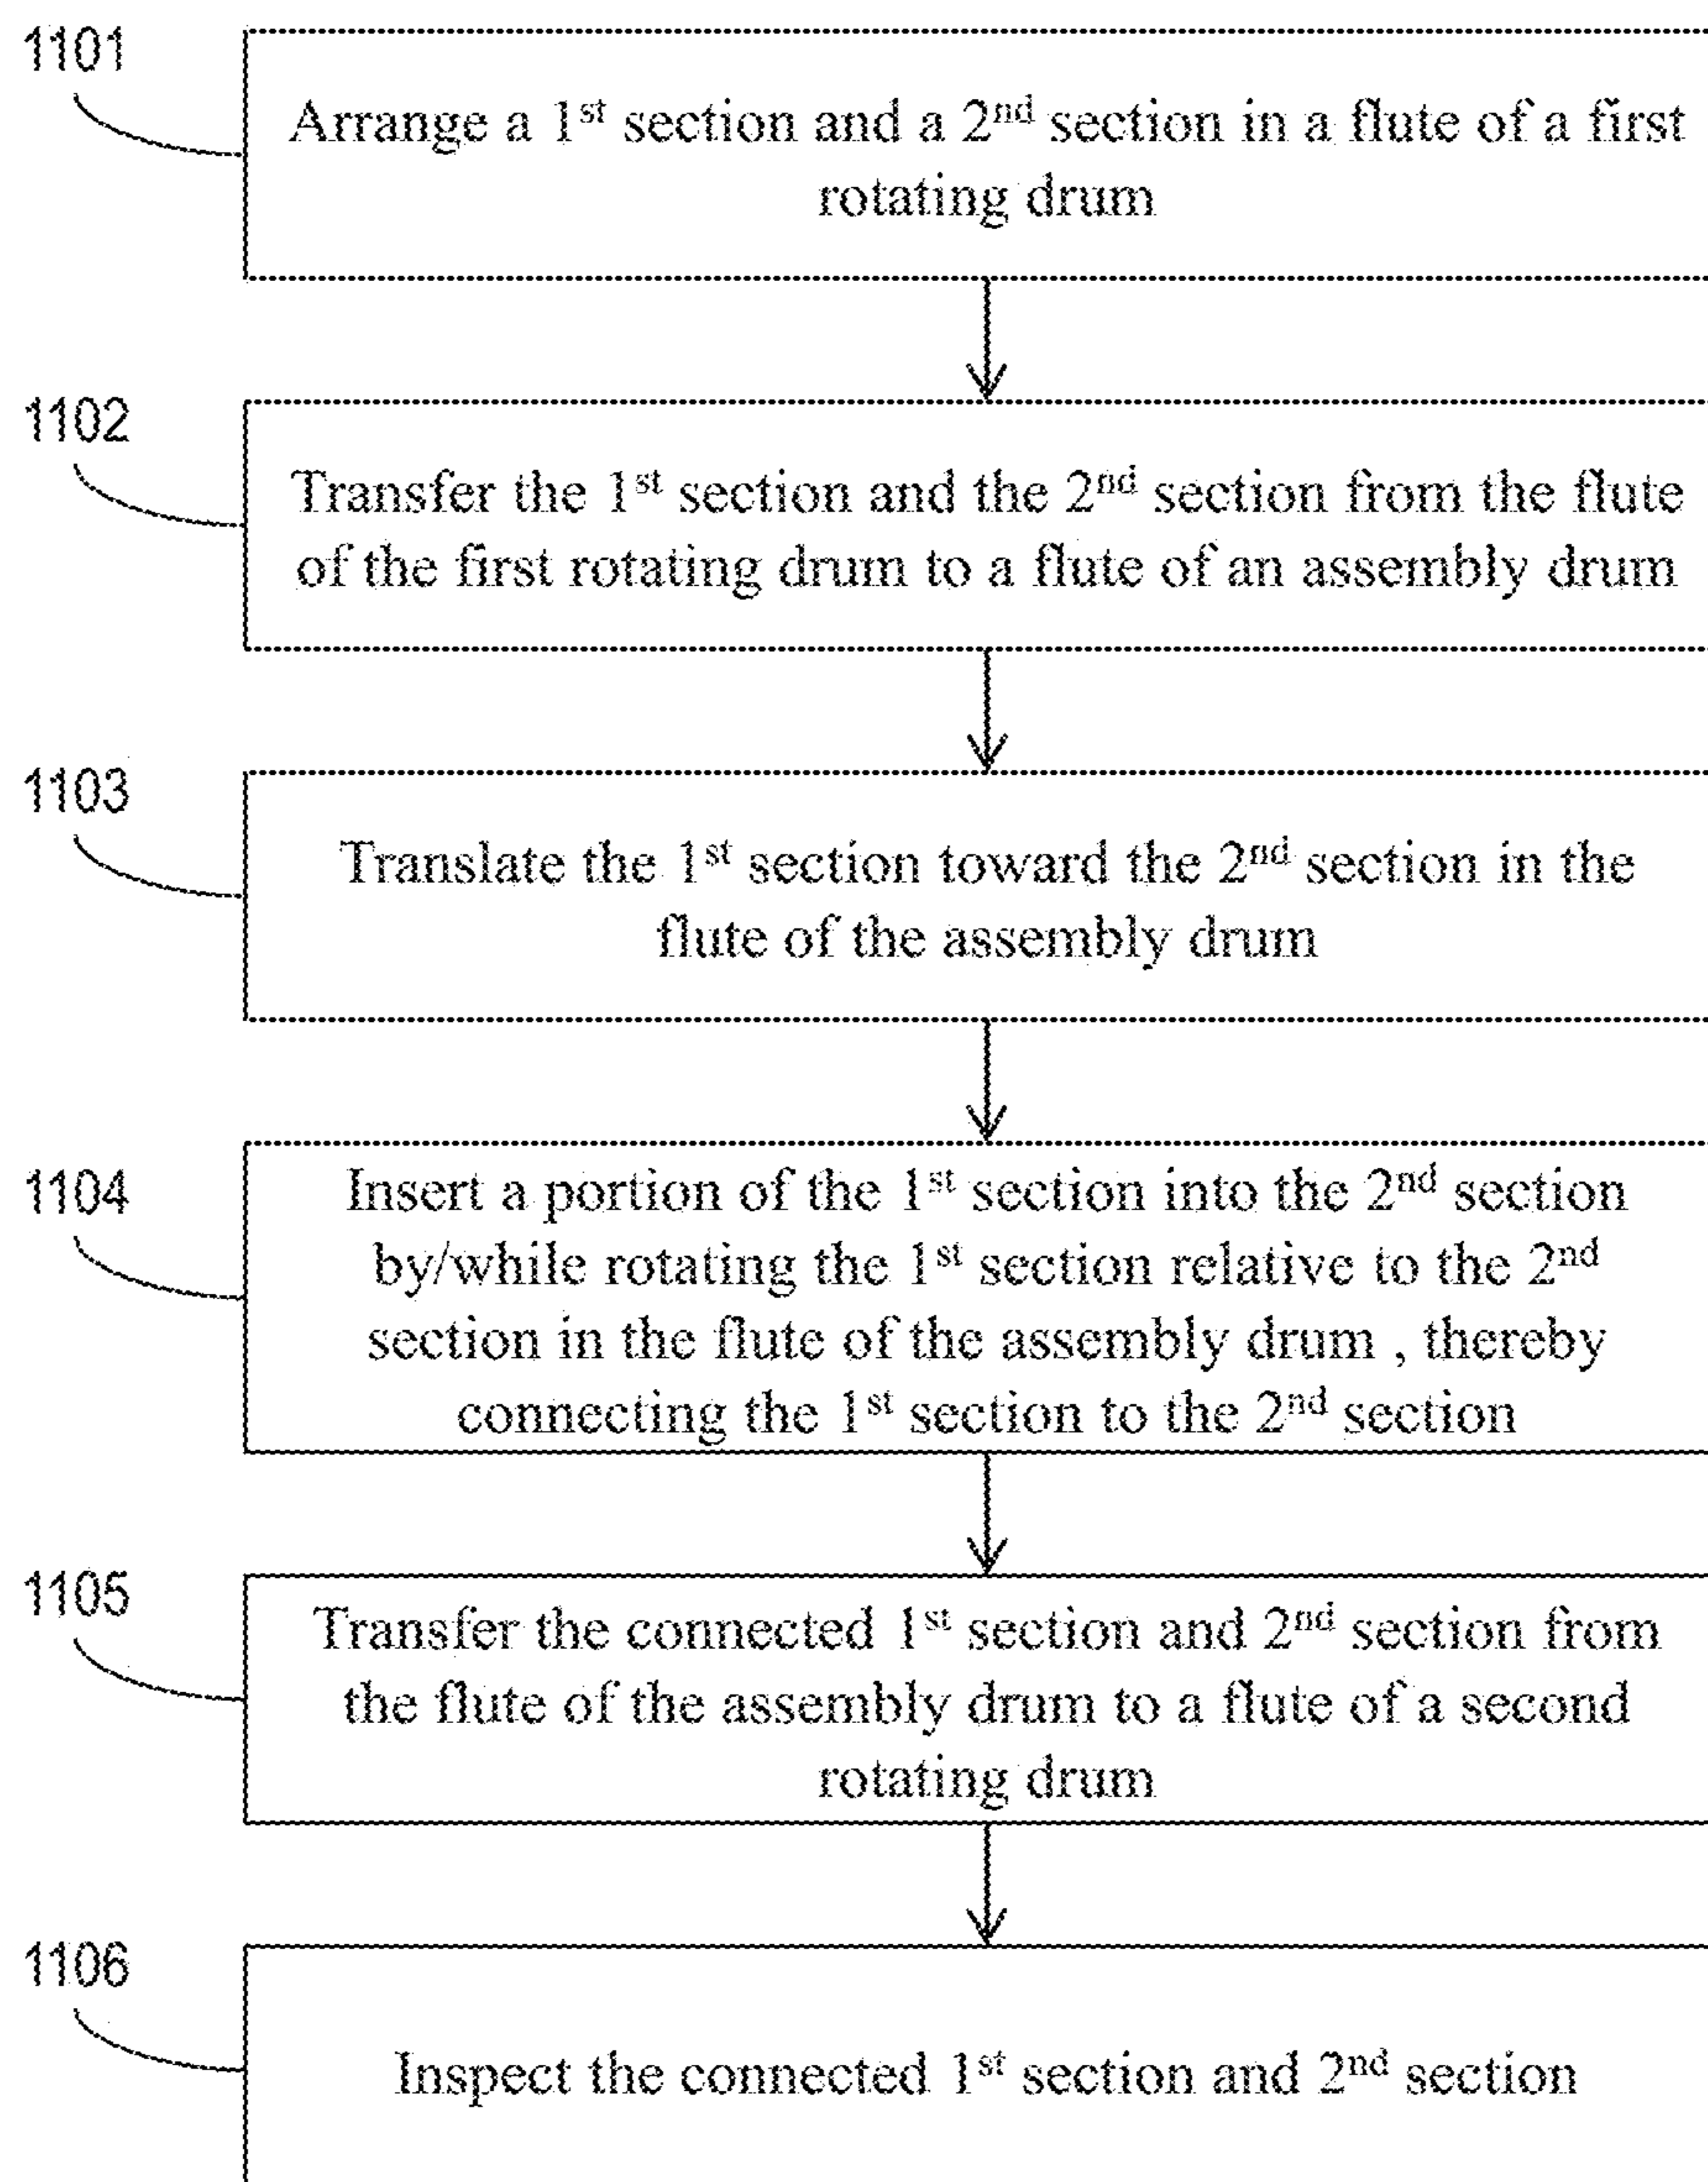 1101
Arrange a 1st section and a 2nd section in a flute of a first
rotating drum
1102
Transfer the 1st section and the 2nd section from the flute
of the first rotating drum to a flute of an assembly drum
1103
Translate the 1st section toward the 2nd section in the
flute of the assembly drum
1104
Insert a portion of the 1st section into the 2nd section
by/while rotating the 1st section relative to the 2nd
section in the flute of the assembly drum , thereby
connecting the 1st section to the 2nd section
1105
Transfer the connected 1st section and 2nd section from
the flute of the assembly drum to a flute of a second
rotating drum
1106
Inspect the connected 1st section and 2nd section